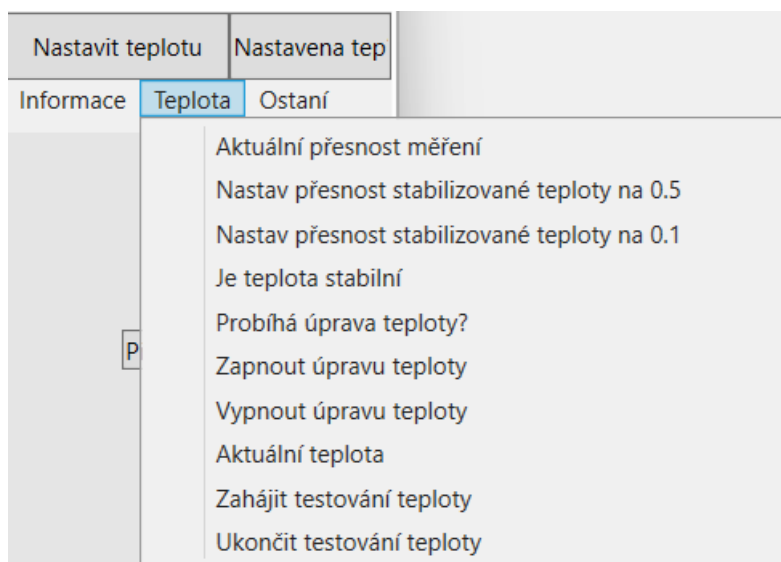 Nastavit teplotu Nastavena tep
Informace Teplota Ostaní
Aktuální přesnost měření
Nastav přesnost stabilizované teploty na 0.5
Nastav přesnost stabilizované teploty na 0.1
Je teplota stabilní
Probíhá úprava teploty?
P
Zapnout úpravu teploty
Vypnout úpravu teploty
Aktuální teplota
Zahájit testování teploty
Ukončit testování teploty